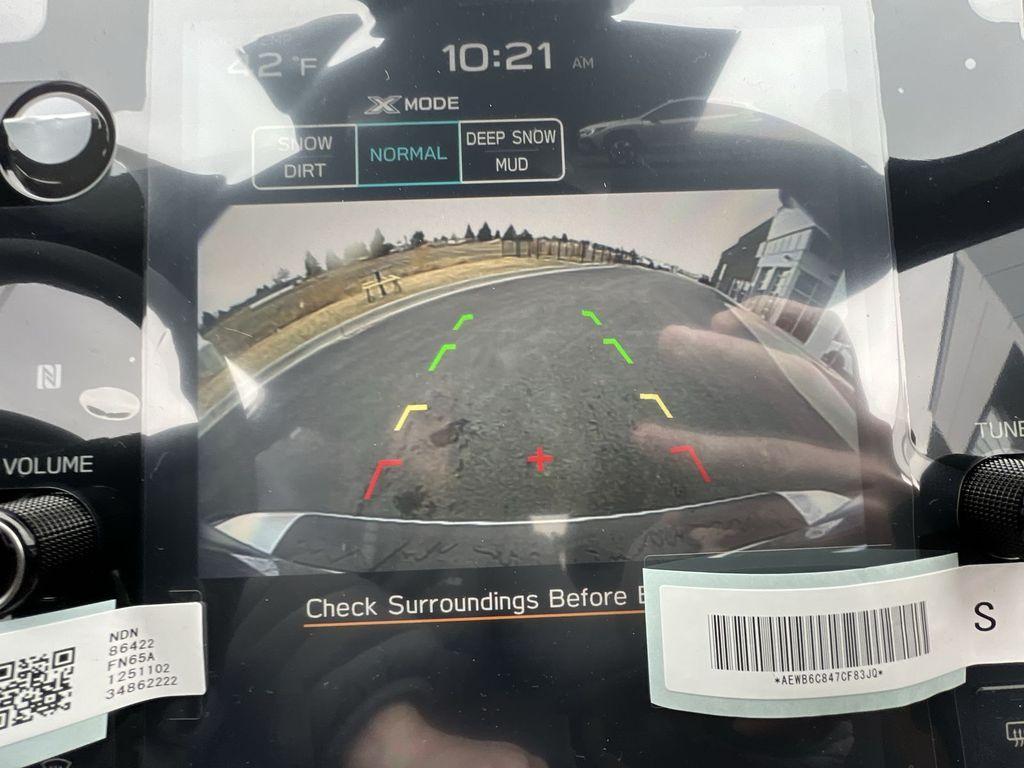 42°F
10:21 AM
X MODE
SNOW
DIRT
NORMAL
DEEP SNOW
MUD
VOLUME
TUNE
Check Surroundings Before
NDN
86422
FN65A
1251102
34862222
*AEWB6C847CF83JQ*
S